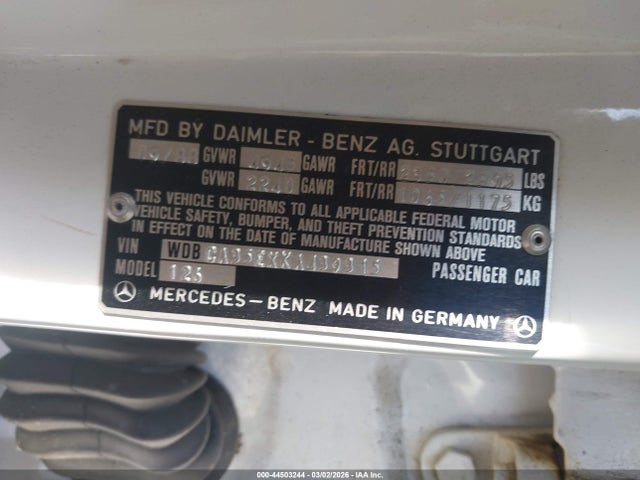 MFD BY DAIMLER - BENZ AG. STUTTGART
GVWR GAWR FRT/RR LBS
GVWR 2240 GAWR FRT/RR 1065/1175 KG
THIS VEHICLE CONFORMS TO ALL APPLICABLE FEDERAL MOTOR
VEHICLE SAFETY, BUMPER, AND THEFT PREVENTION STANDARDS
IN EFFECT ON THE DATE OF MANUFACTURE SHOWN ABOVE
VIN WDB
MODEL PASSENGER CAR
MERCEDES-BENZ MADE IN GERMANY
000-44503244 | 03/02/2026 | IAA, Inc.